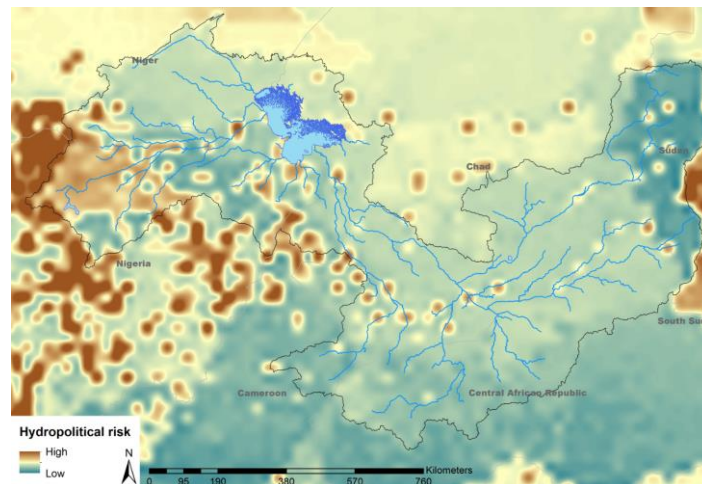 Niger
Chad
Sudan
Nigeria
South Su
Cameroon
Central African Republic
Hydropolitical risk
High
Low
N
Kilometers
0 95 190 380 570 760